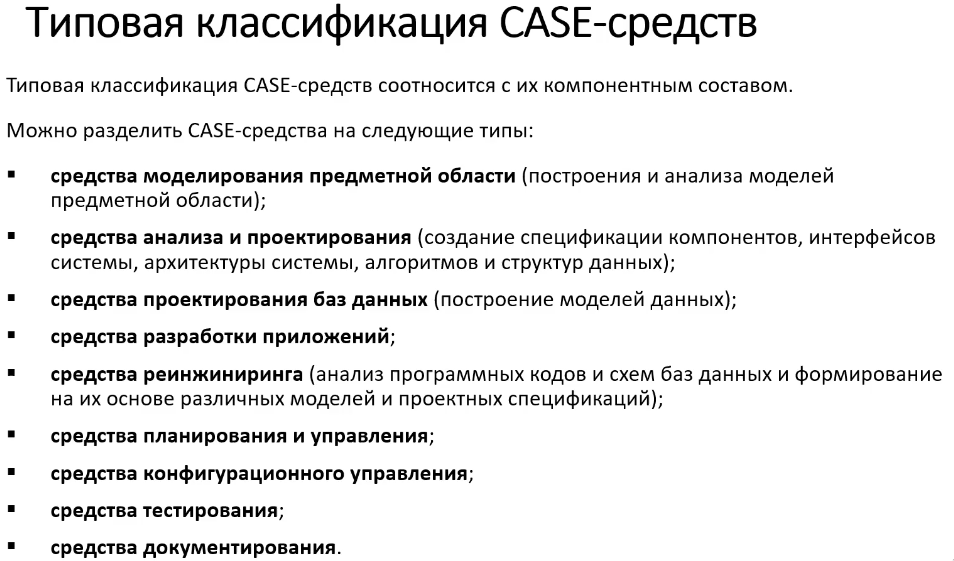 Типовая классификация CASE-средств
Типовая классификация CASE-средств соотносится с их компонентным составом.
Можно разделить CASE-средства на следующие типы:
▪ средства моделирования предметной области (построения и анализа моделей
предметной области);
▪ средства анализа и проектирования (создание спецификации компонентов, интерфейсов
системы, архитектуры системы, алгоритмов и структур данных);
▪ средства проектирования баз данных (построение моделей данных);
▪ средства разработки приложений;
▪ средства реинжиниринга (анализ программных кодов и схем баз данных и формирование
на их основе различных моделей и проектных спецификаций);
▪ средства планирования и управления;
▪ средства конфигурационного управления;
▪ средства тестирования;
▪ средства документирования.